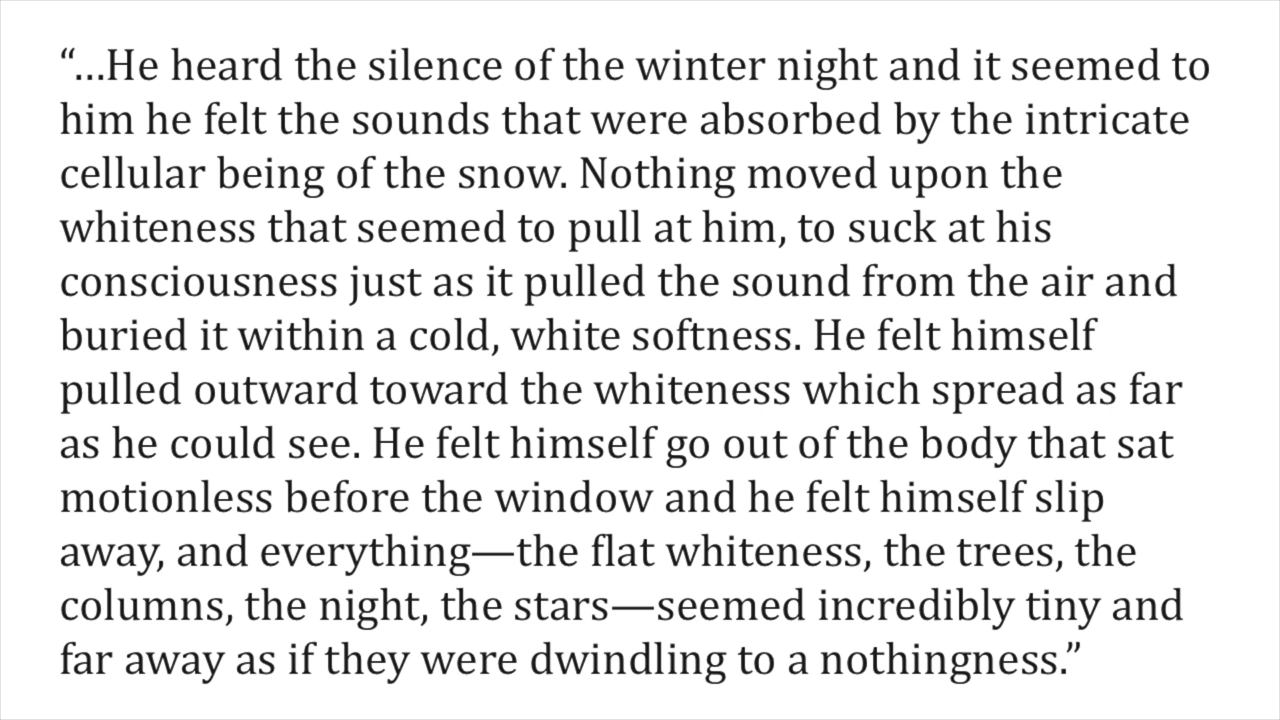 “…He heard the silence of the winter night and it seemed to
him he felt the sounds that were absorbed by the intricate
cellular being of the snow. Nothing moved upon the
whiteness that seemed to pull at him, to suck at his
consciousness just as it pulled the sound from the air and
buried it within a cold, white softness. He felt himself
pulled outward toward the whiteness which spread as far
as he could see. He felt himself go out of the body that sat
motionless before the window and he felt himself slip
away, and everything—the flat whiteness, the trees, the
columns, the night, the stars—seemed incredibly tiny and
far away as if they were dwindling to a nothingness.”